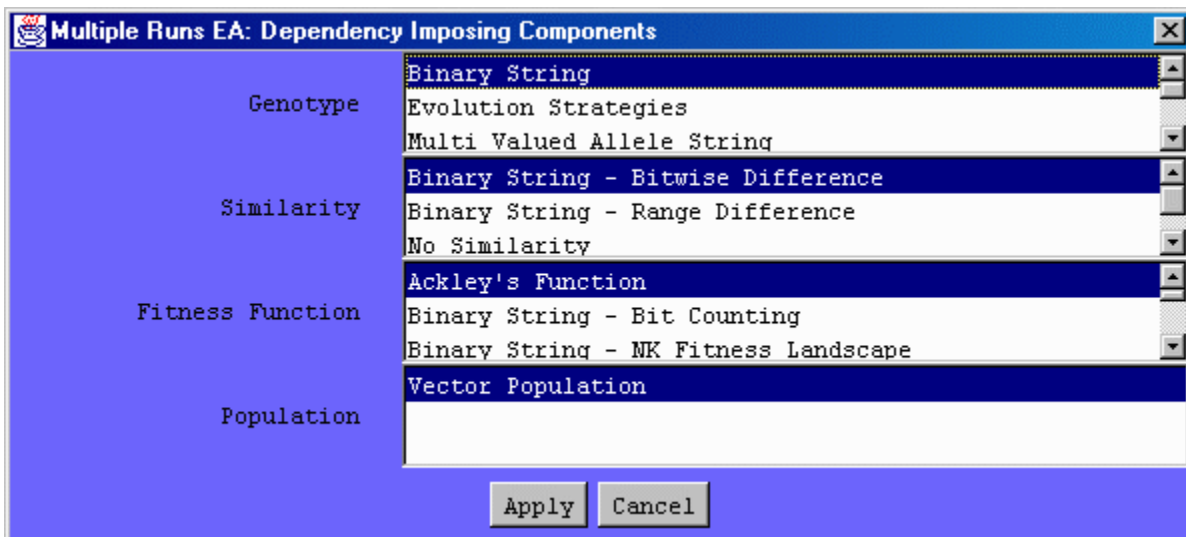 Multiple Runs EA: Dependency Imposing Components
Genotype
Binary String
Evolution Strategies
Multi Valued Allele String
Similarity
Binary String - Bitwise Difference
Binary String - Range Difference
No Similarity
Fitness Function
Ackley's Function
Binary String - Bit Counting
Binary String - NK Fitness Landscape
Population
Vector Population
Apply Cancel